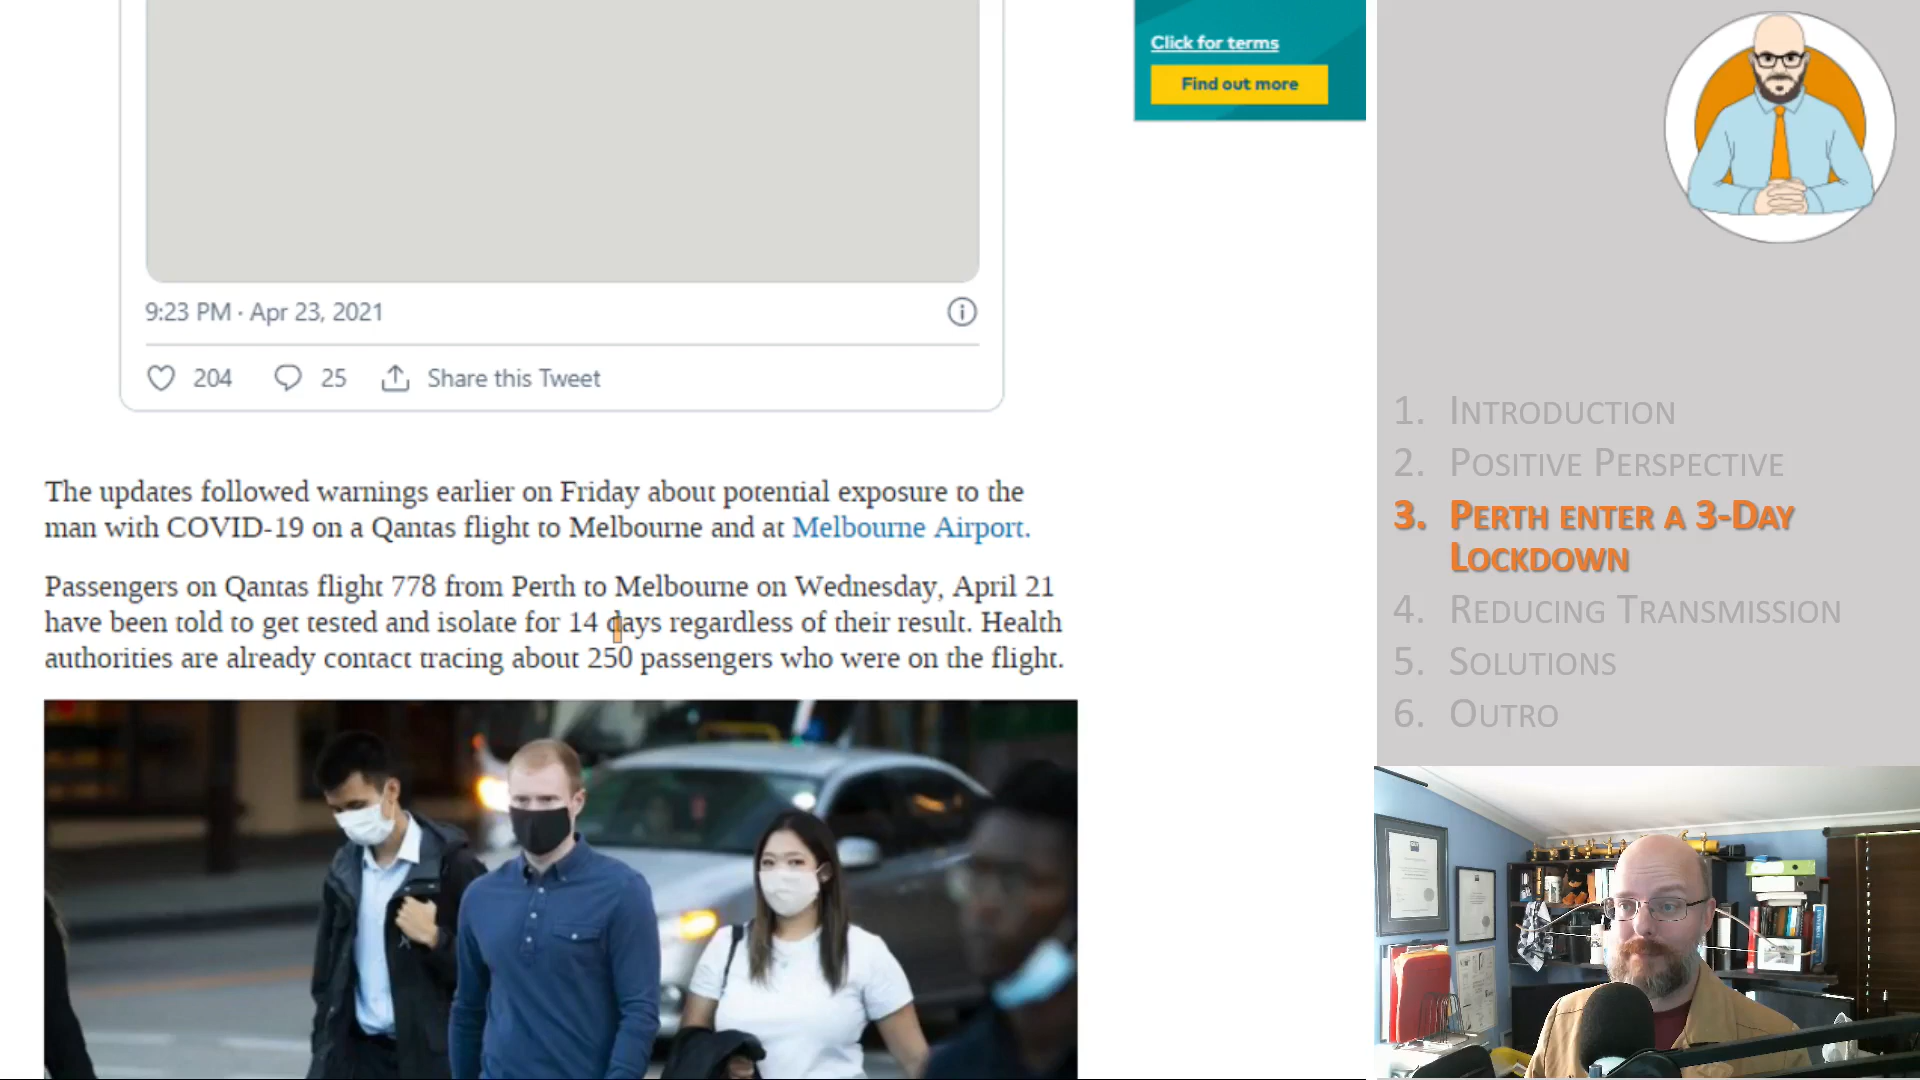 Click for terms
Find out more
9:23 PM · Apr 23, 2021
204
25
Share this Tweet
The updates followed warnings earlier on Friday about potential exposure to the
man with COVID-19 on a Qantas flight to Melbourne and at Melbourne Airport.
Passengers on Qantas flight 778 from Perth to Melbourne on Wednesday, April 21
have been told to get tested and isolate for 14 days regardless of their result. Health
authorities are already contact tracing about 250 passengers who were on the flight.
1. Introduction
2. Positive Perspective
3. Perth enter a 3-Day
Lockdown
4. Reducing Transmission
5. Solutions
6. Outro